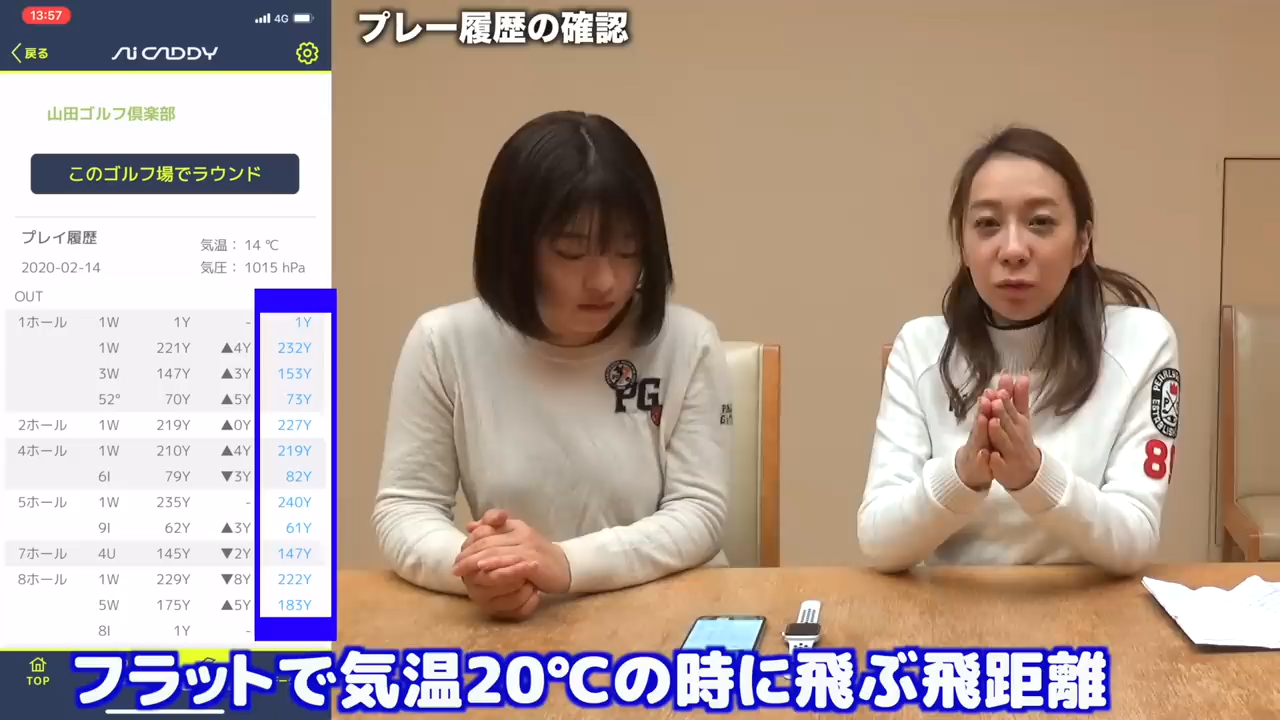 13:57
4G
戻る
Ai CADDY
プレー履歴の確認
山田ゴルフ倶楽部
このゴルフ場でラウンド
プレイ履歴
気温： 14 ℃
2020-02-14
気圧： 1015 hPa
OUT
1ホール 1W 1Y - 1Y
1W 221Y ▲4Y 232Y
3W 147Y ▲3Y 153Y
52° 70Y ▲5Y 73Y
2ホール 1W 219Y ▲0Y 227Y
4ホール 1W 210Y ▲4Y 219Y
6I 79Y ▼3Y 82Y
5ホール 1W 235Y - 240Y
9I 62Y ▲3Y 61Y
7ホール 4U 145Y ▼2Y 147Y
8ホール 1W 229Y ▼8Y 222Y
5W 175Y ▲5Y 183Y
8I 1Y -
TOP
PG
フラットで気温20℃の時に飛ぶ飛距離